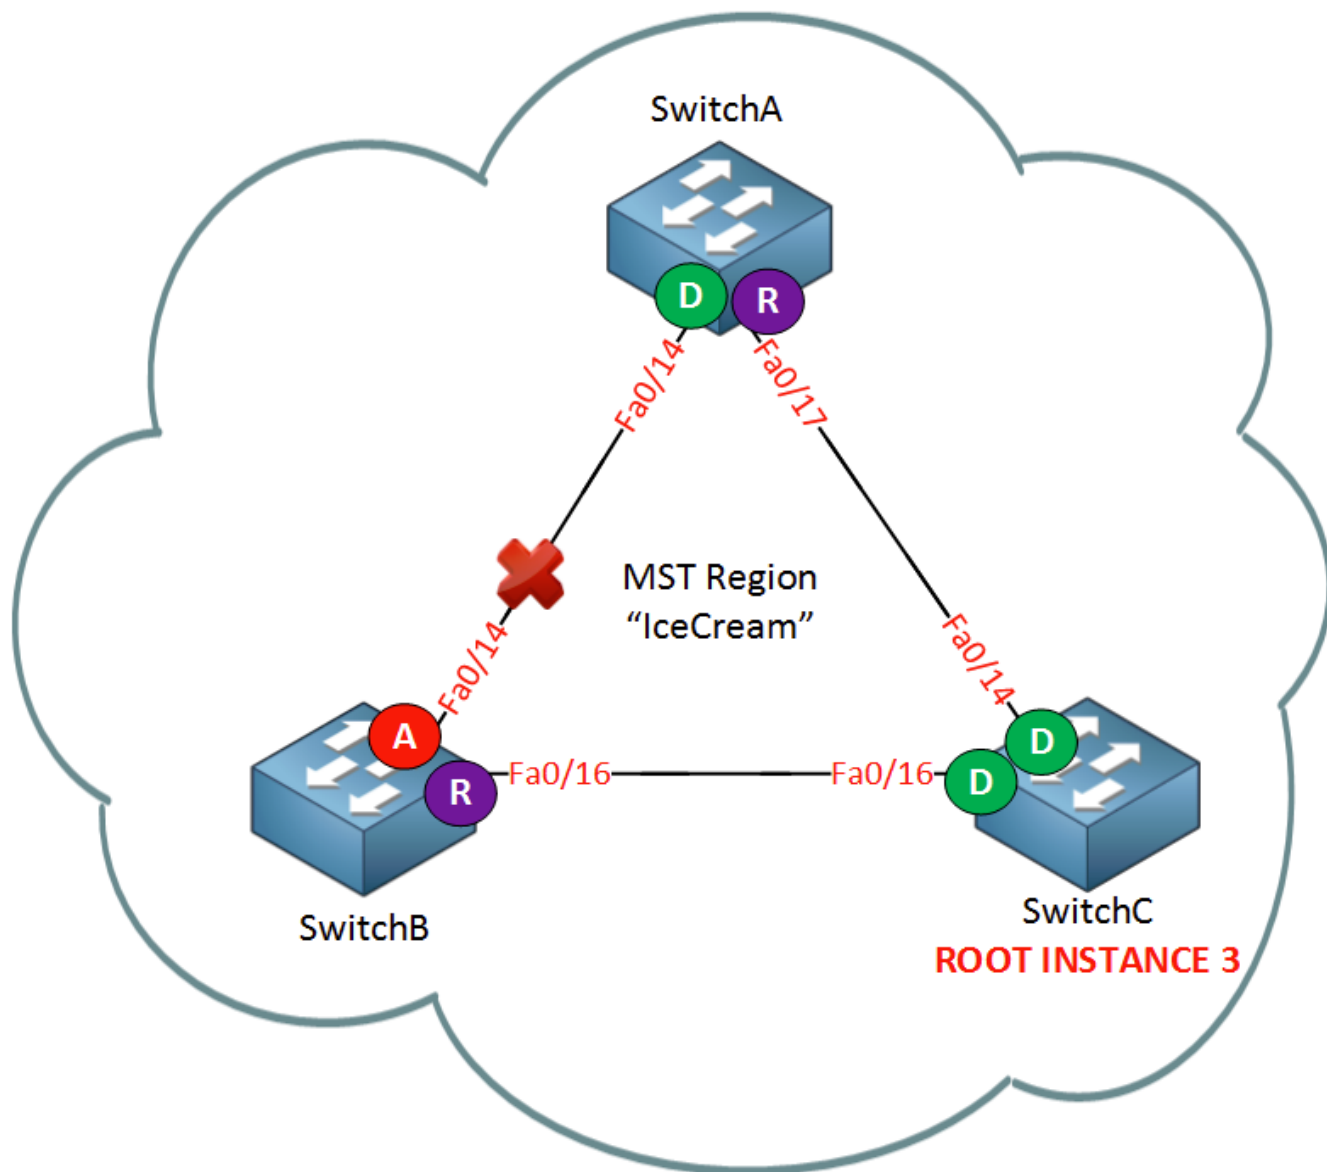 SwitchA
D
R
Fa0/14
Fa0/17
MST Region
“IceCream”
Fa0/14
Fa0/14
A
D
R
Fa0/16
Fa0/16
D
SwitchB
SwitchC
ROOT INSTANCE 3